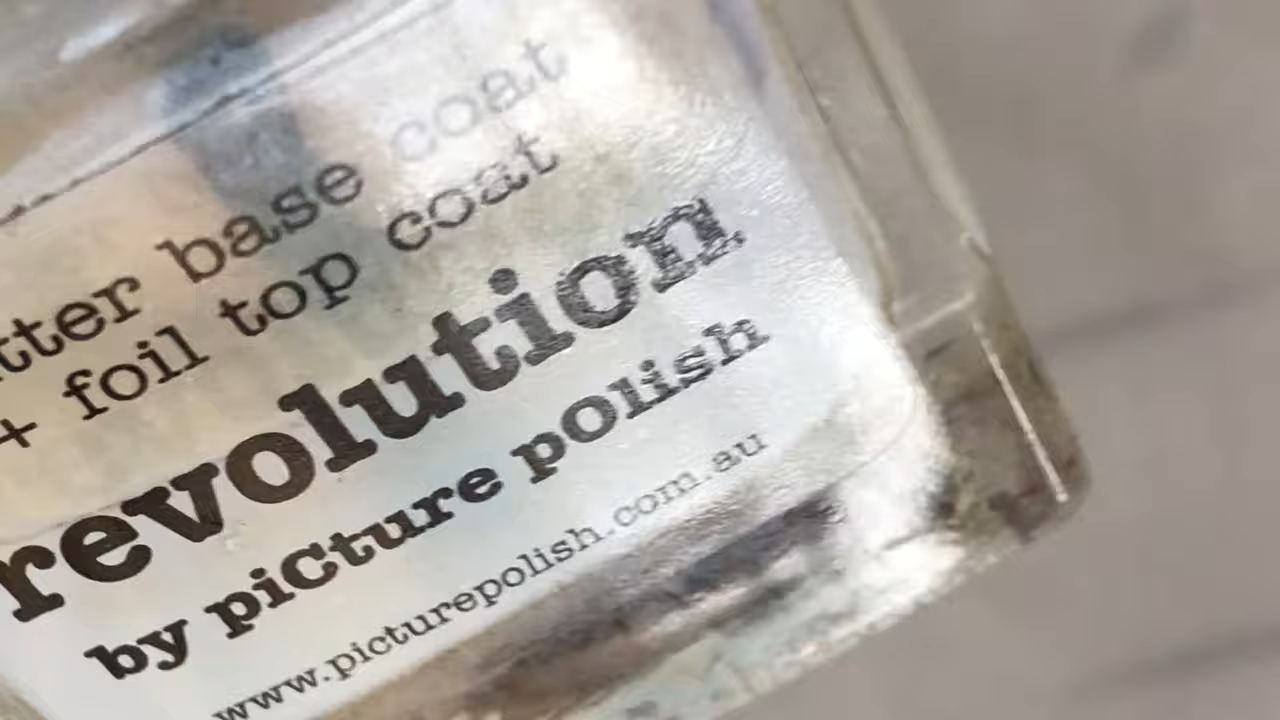 tter base coat
+ foil top coat
revolution
by picture polish
www.picturepolish.com.au